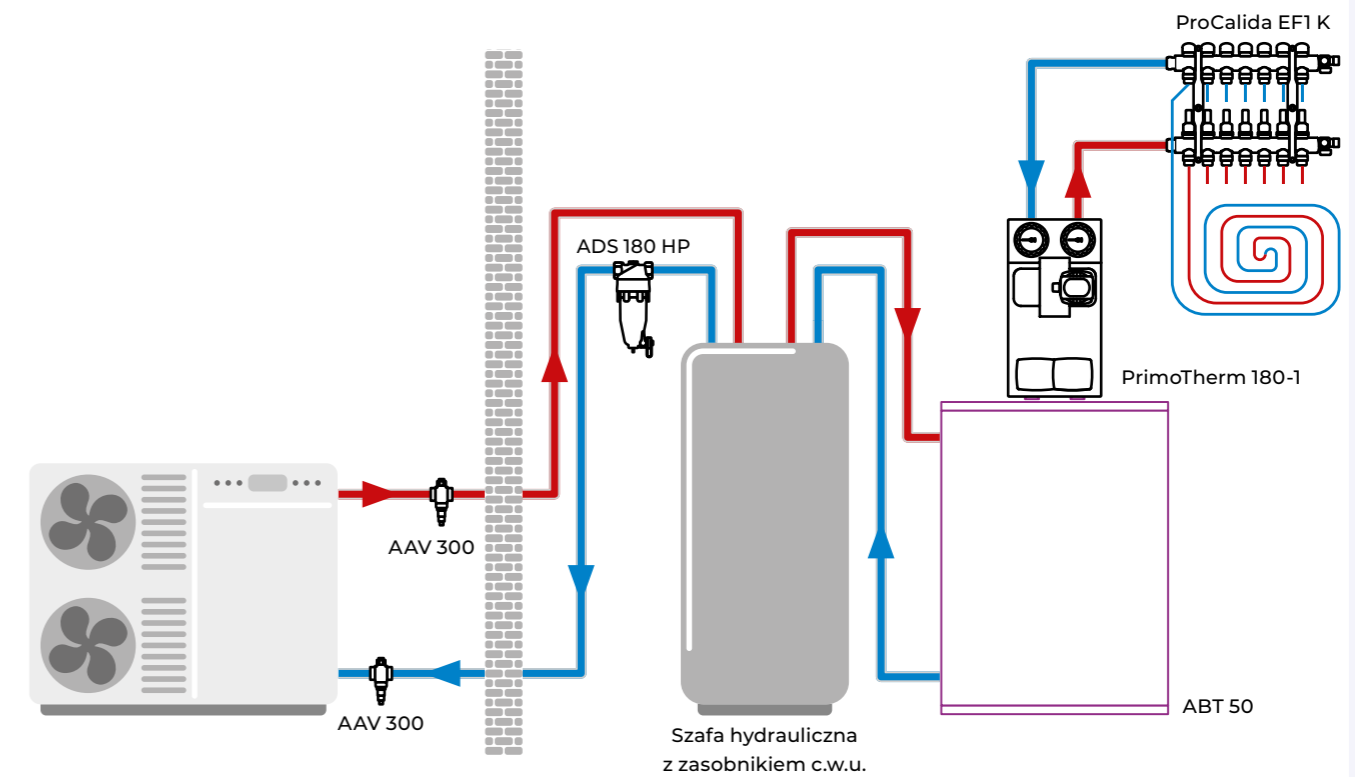 ProCalida EF1 K
ADS 180 HP
PrimoTherm 180-1
AAV 300
ABT 50
AAV 300
Szafa hydrauliczna
z zasobnikiem c.w.u.